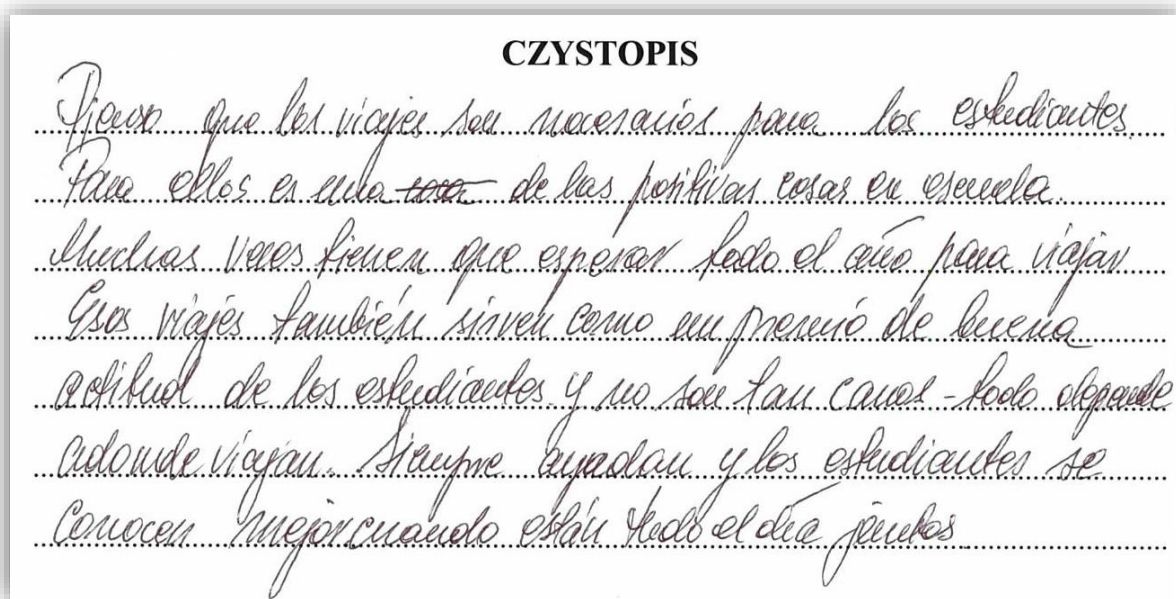 CZYSTOPIS
Pienso que los viajes son necesarios para los estudiantes.
Para ellos es una cosa de las positivas cosas en escuela.
Muchas veces tienen que esperar todo el año para viajar
Esos viajes también sirven como un premió de buena
actitud de los estudiantes y no son tan caros - todo depende
adonde viajan. Siempre ayudan y los estudiantes se
conocen mejor cuando están todo el día juntos